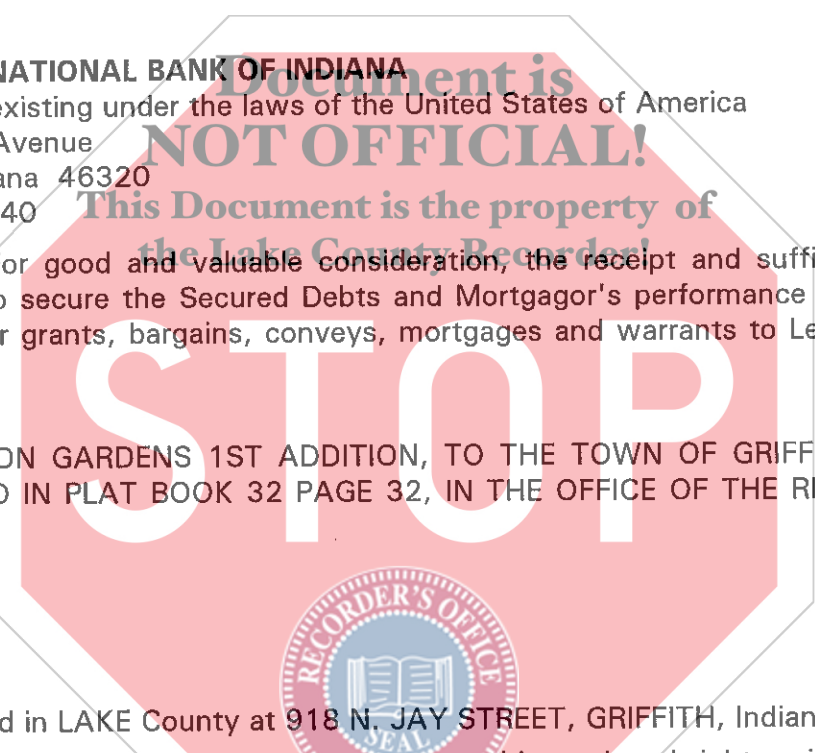 NATIONAL BANK OF INDIANA
Document is
existing under the laws of the United States of America
Avenue
NOT OFFICIAL!
ana 46320
40
This Document is the property of
the Lake County Recorder!
or good and valuable consideration, the receipt and suffi
o secure the Secured Debts and Mortgagor's performance
r grants, bargains, conveys, mortgages and warrants to Le
STOP
ON GARDENS 1ST ADDITION, TO THE TOWN OF GRIFF
D IN PLAT BOOK 32 PAGE 32, IN THE OFFICE OF THE RE
RECORDER'S OFFICE
d in LAKE County at 918 N. JAY STREET, GRIFFITH, Indian
SEAL